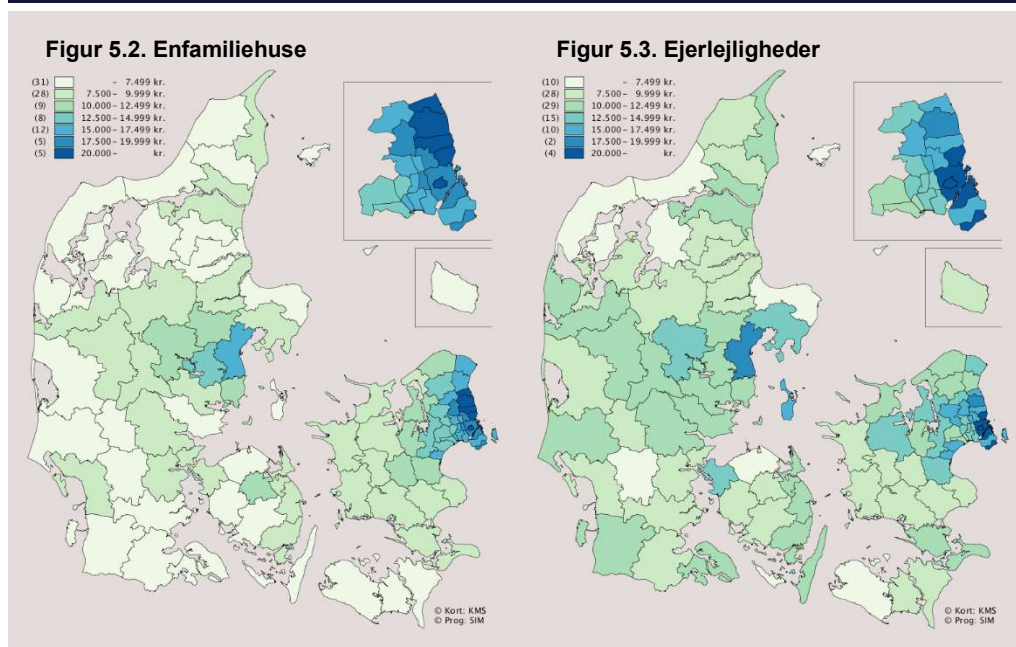 Figur 5.2. Enfamiliehuse
(31) - 7.499 kr.
(28) 7.500- 9.999 kr.
(9) 10.000- 12.499 kr.
(8) 12.500- 14.999 kr.
(12) 15.000- 17.499 kr.
(5) 17.500- 19.999 kr.
(5) 20.000- kr.
© Kort: KMS
© Prog: SIM
Figur 5.3. Ejerlejligheder
(10) - 7.499 kr.
(28) 7.500- 9.999 kr.
(29) 10.000- 12.499 kr.
(15) 12.500- 14.999 kr.
(10) 15.000- 17.499 kr.
(2) 17.500- 19.999 kr.
(4) 20.000- kr.
© Kort: KMS
© Prog: SIM